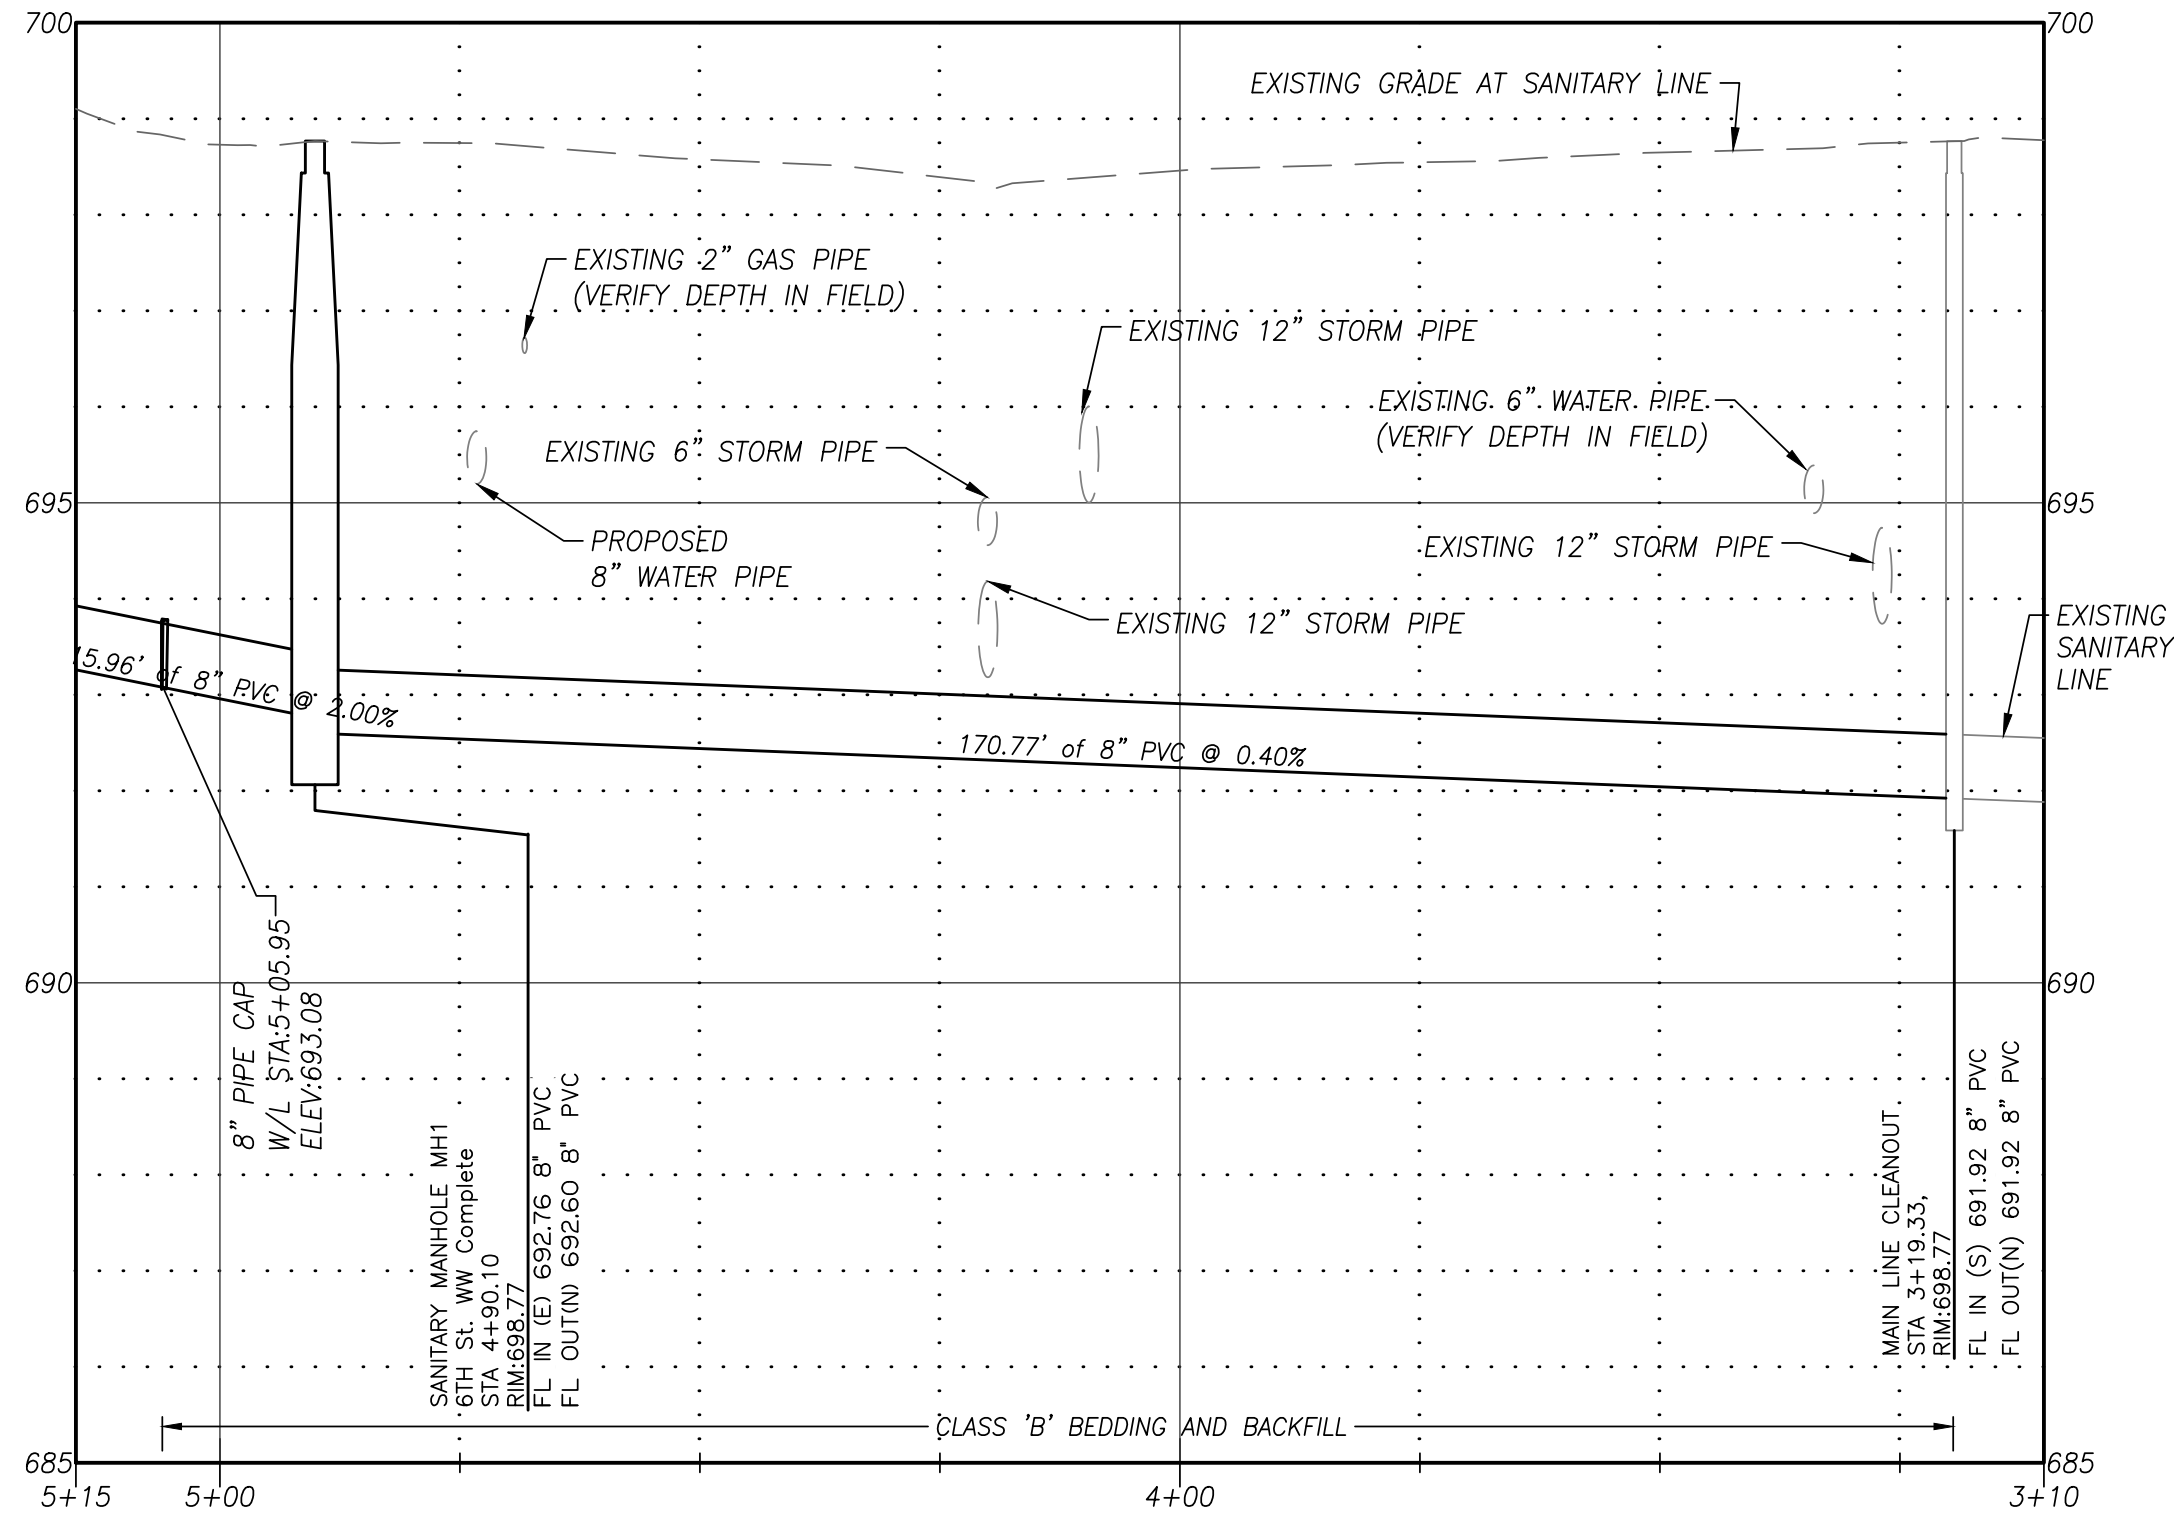 700
700
EXISTING GRADE AT SANITARY LINE
EXISTING 2" GAS PIPE
(VERIFY DEPTH IN FIELD)
EXISTING 12" STORM PIPE
EXISTING 6" WATER PIPE
(VERIFY DEPTH IN FIELD)
EXISTING 6" STORM PIPE
695
695
PROPOSED
8" WATER PIPE
EXISTING 12" STORM PIPE
EXISTING 12" STORM PIPE
EXISTING
SANITARY
LINE
15.96' of 8" PVC @ 2.00%
170.77' of 8" PVC @ 0.40%
690
690
8" PIPE CAP
W/L STA:5+05.95
ELEV:693.08
SANITARY MANHOLE MH1
6TH St. WW Complete
STA 4+90.10
RIM:698.77
FL IN (E) 692.76 8" PVC
FL OUT(N) 692.60 8" PVC
MAIN LINE CLEANOUT
STA 3+19.33,
RIM:698.77
FL IN (S) 691.92 8" PVC
FL OUT(N) 691.92 8" PVC
CLASS 'B' BEDDING AND BACKFILL
685
685
5+15
5+00
4+00
3+10